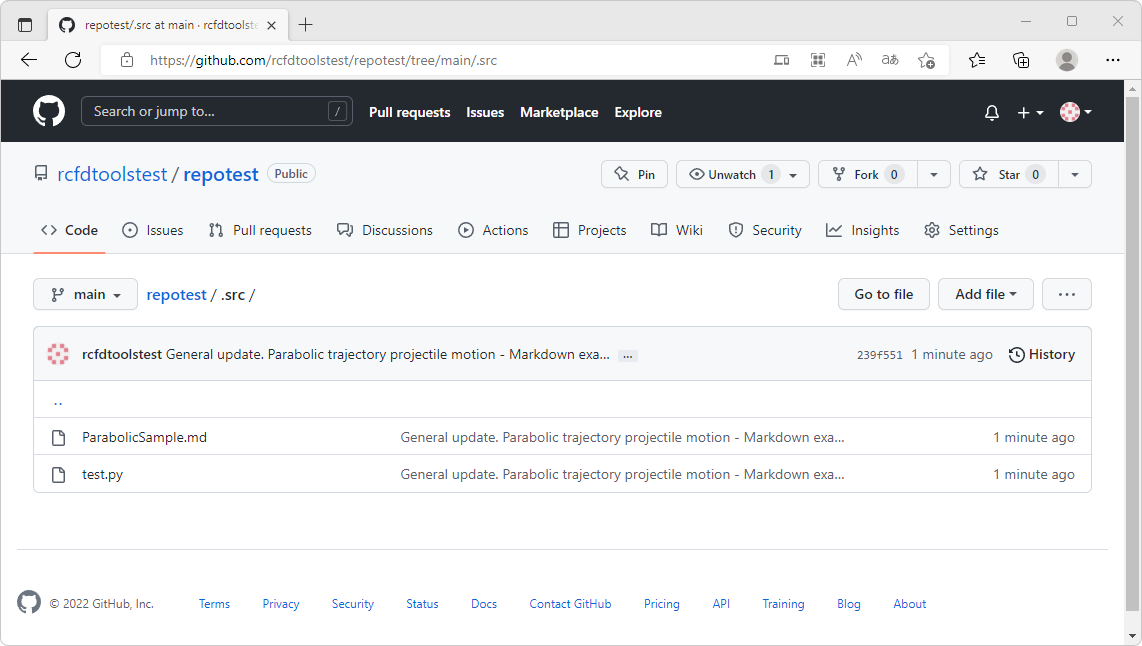 repotest/.src at main · rcfdtoolste
https://github.com/rcfdtoolstest/repotest/tree/main/.src
Search or jump to... / Pull requests Issues Marketplace Explore
rcfdtoolstest / repotest Public Pin Unwatch 1 Fork 0 Star 0
Code Issues Pull requests Discussions Actions Projects Wiki Security Insights Settings
main repotest / .src / Go to file Add file ...
rcfdtoolstest General update. Parabolic trajectory projectile motion - Markdown exa... ... 239f551 1 minute ago History
..
ParabolicSample.md General update. Parabolic trajectory projectile motion - Markdown exa... 1 minute ago
test.py General update. Parabolic trajectory projectile motion - Markdown exa... 1 minute ago
© 2022 GitHub, Inc. Terms Privacy Security Status Docs Contact GitHub Pricing API Training Blog About